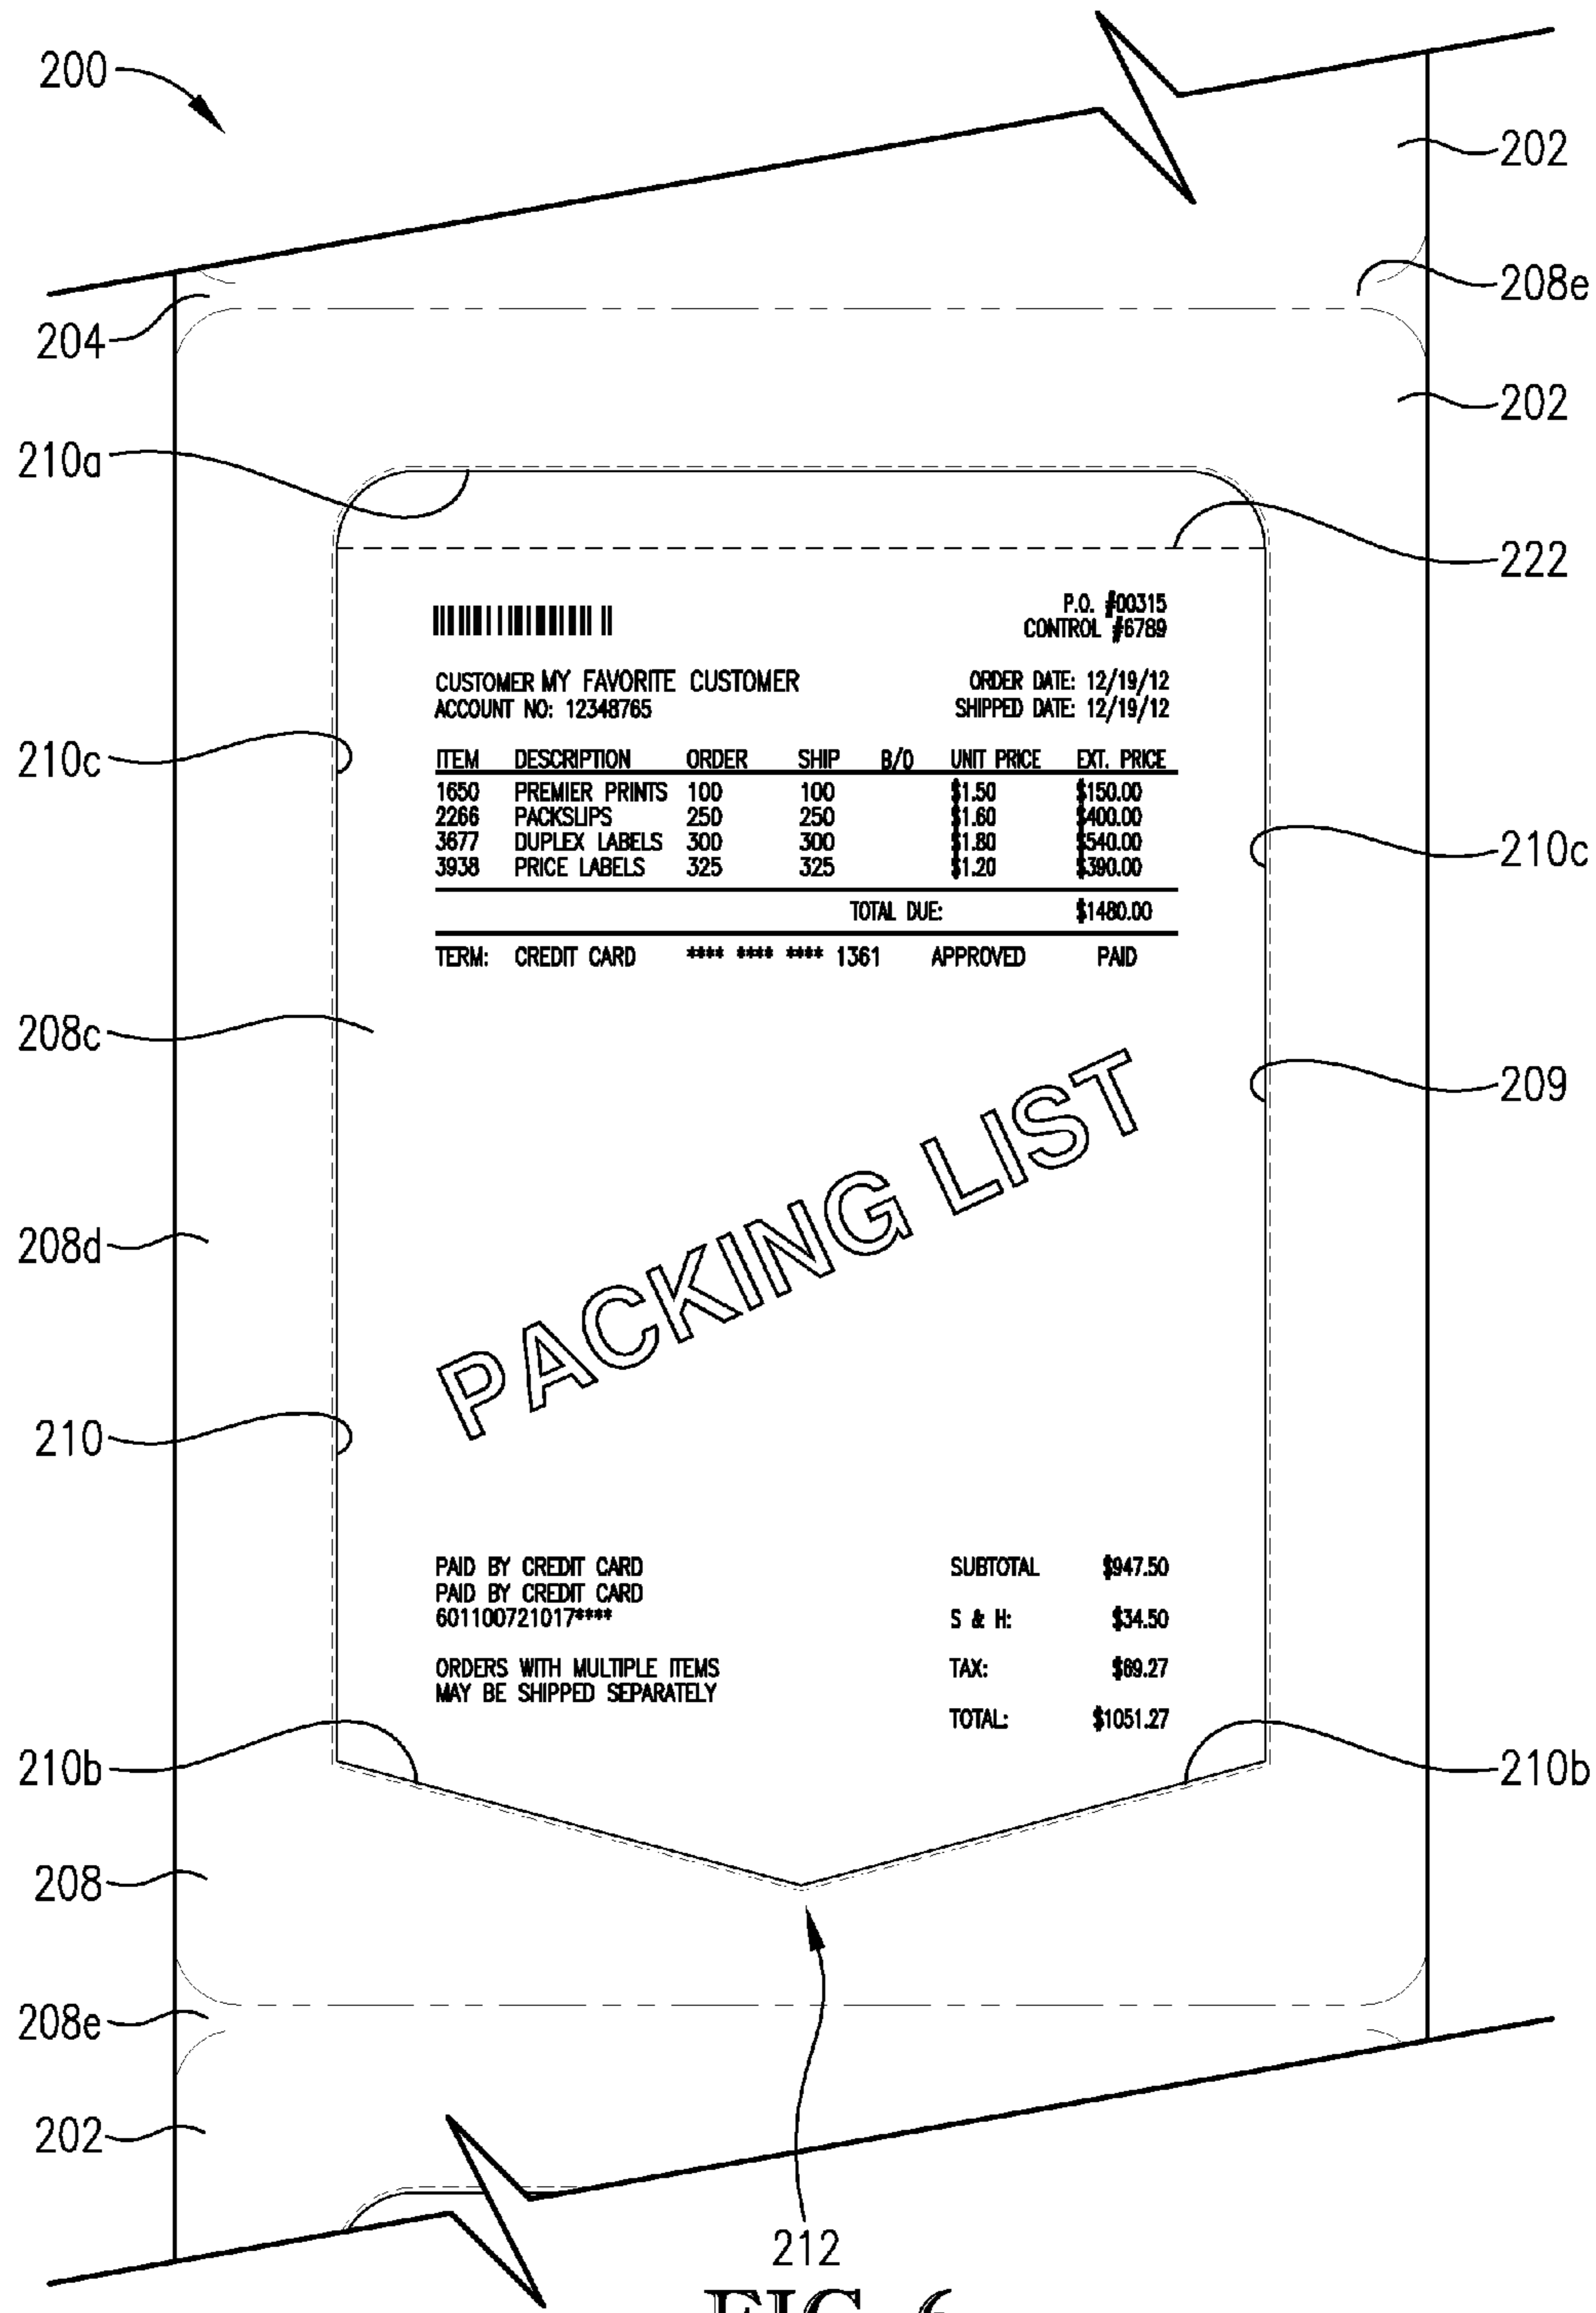 200
202
208e
204
202
210a
222
P.O. #00315
CONTROL #6789
CUSTOMER MY FAVORITE CUSTOMER ORDER DATE: 12/19/12
ACCOUNT NO: 12348765 SHIPPED DATE: 12/19/12
210c
ITEM DESCRIPTION ORDER SHIP B/O UNIT PRICE EXT. PRICE
1650 PREMIER PRINTS 100 100 $1.50 $150.00
2266 PACKSLIPS 250 250 $1.60 $400.00
3677 DUPLEX LABELS 300 300 $1.80 $540.00
3938 PRICE LABELS 325 325 $1.20 $390.00
210c
TOTAL DUE: $1480.00
TERM: CREDIT CARD **** **** **** 1361 APPROVED PAID
208c
209
PACKING LIST
208d
210
PAID BY CREDIT CARD SUBTOTAL $947.50
PAID BY CREDIT CARD
601100721017**** S & H: $34.50
ORDERS WITH MULTIPLE ITEMS TAX: $69.27
MAY BE SHIPPED SEPARATELY
TOTAL: $1051.27
210b
210b
208
208e
202
212
FIG. 6